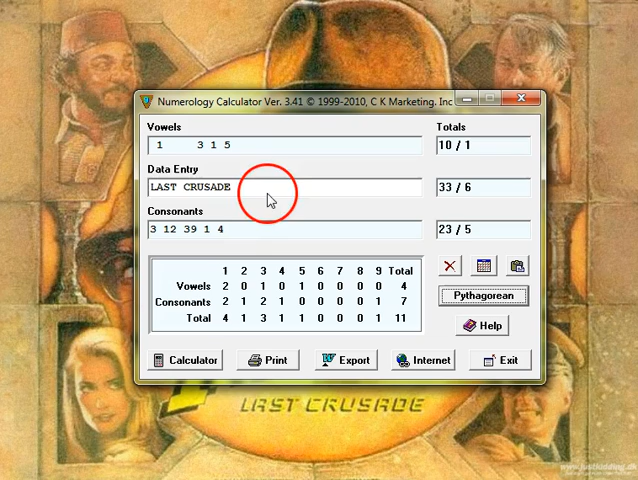 Numerology Calculator Ver. 3.41 © 1999-2010, C K Marketing. Inc
Vowels
Totals
1 3 1 5
10 / 1
Data Entry
LAST CRUSADE
33 / 6
Consonants
3 12 39 1 4
23 / 5
1 2 3 4 5 6 7 8 9 Total
Vowels 2 0 1 0 1 0 0 0 0 4
Consonants 2 1 2 1 0 0 0 0 1 7
Total 4 1 3 1 1 0 0 0 1 11
Pythagorean
Help
Calculator
Print
Export
Internet
Exit
LAST CRUSADE
www.justkidding.dk